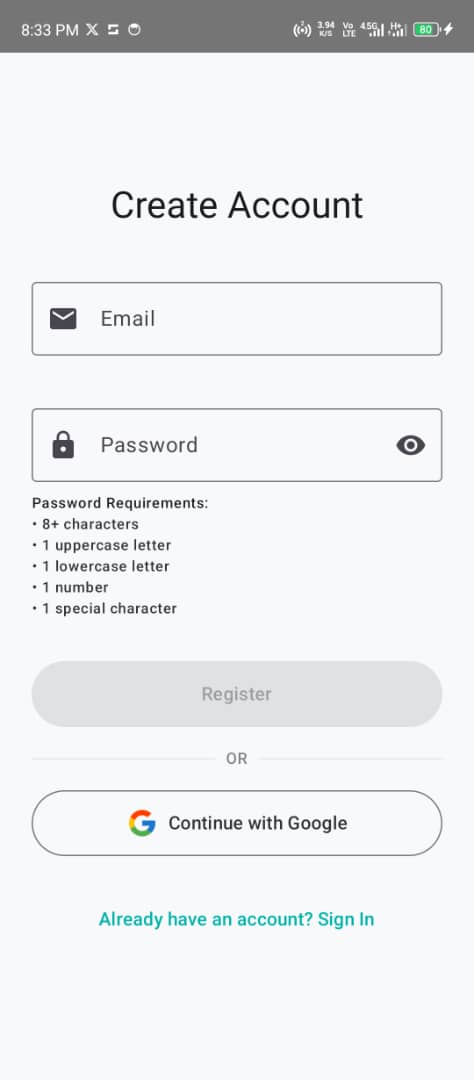 8:33 PM
3.94 K/S Vo LTE 4.5G H+ 80
Create Account
Email
Password
Password Requirements:
• 8+ characters
• 1 uppercase letter
• 1 lowercase letter
• 1 number
• 1 special character
Register
OR
Continue with Google
Already have an account? Sign In